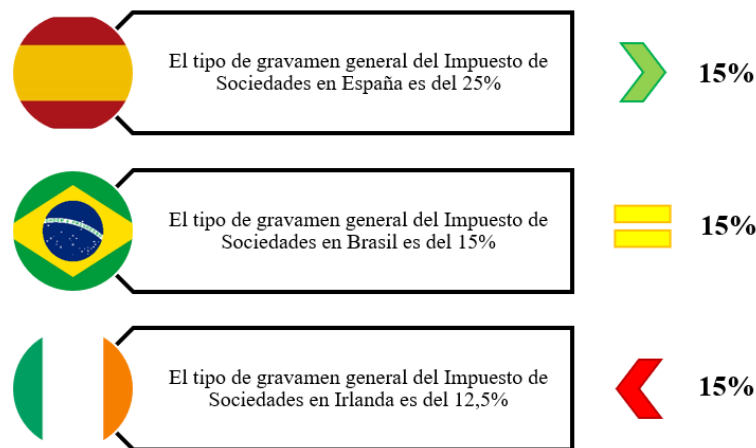 El tipo de gravamen general del Impuesto de
Sociedades en España es del 25%
15%
El tipo de gravamen general del Impuesto de
Sociedades en Brasil es del 15%
15%
El tipo de gravamen general del Impuesto de
Sociedades en Irlanda es del 12,5%
15%